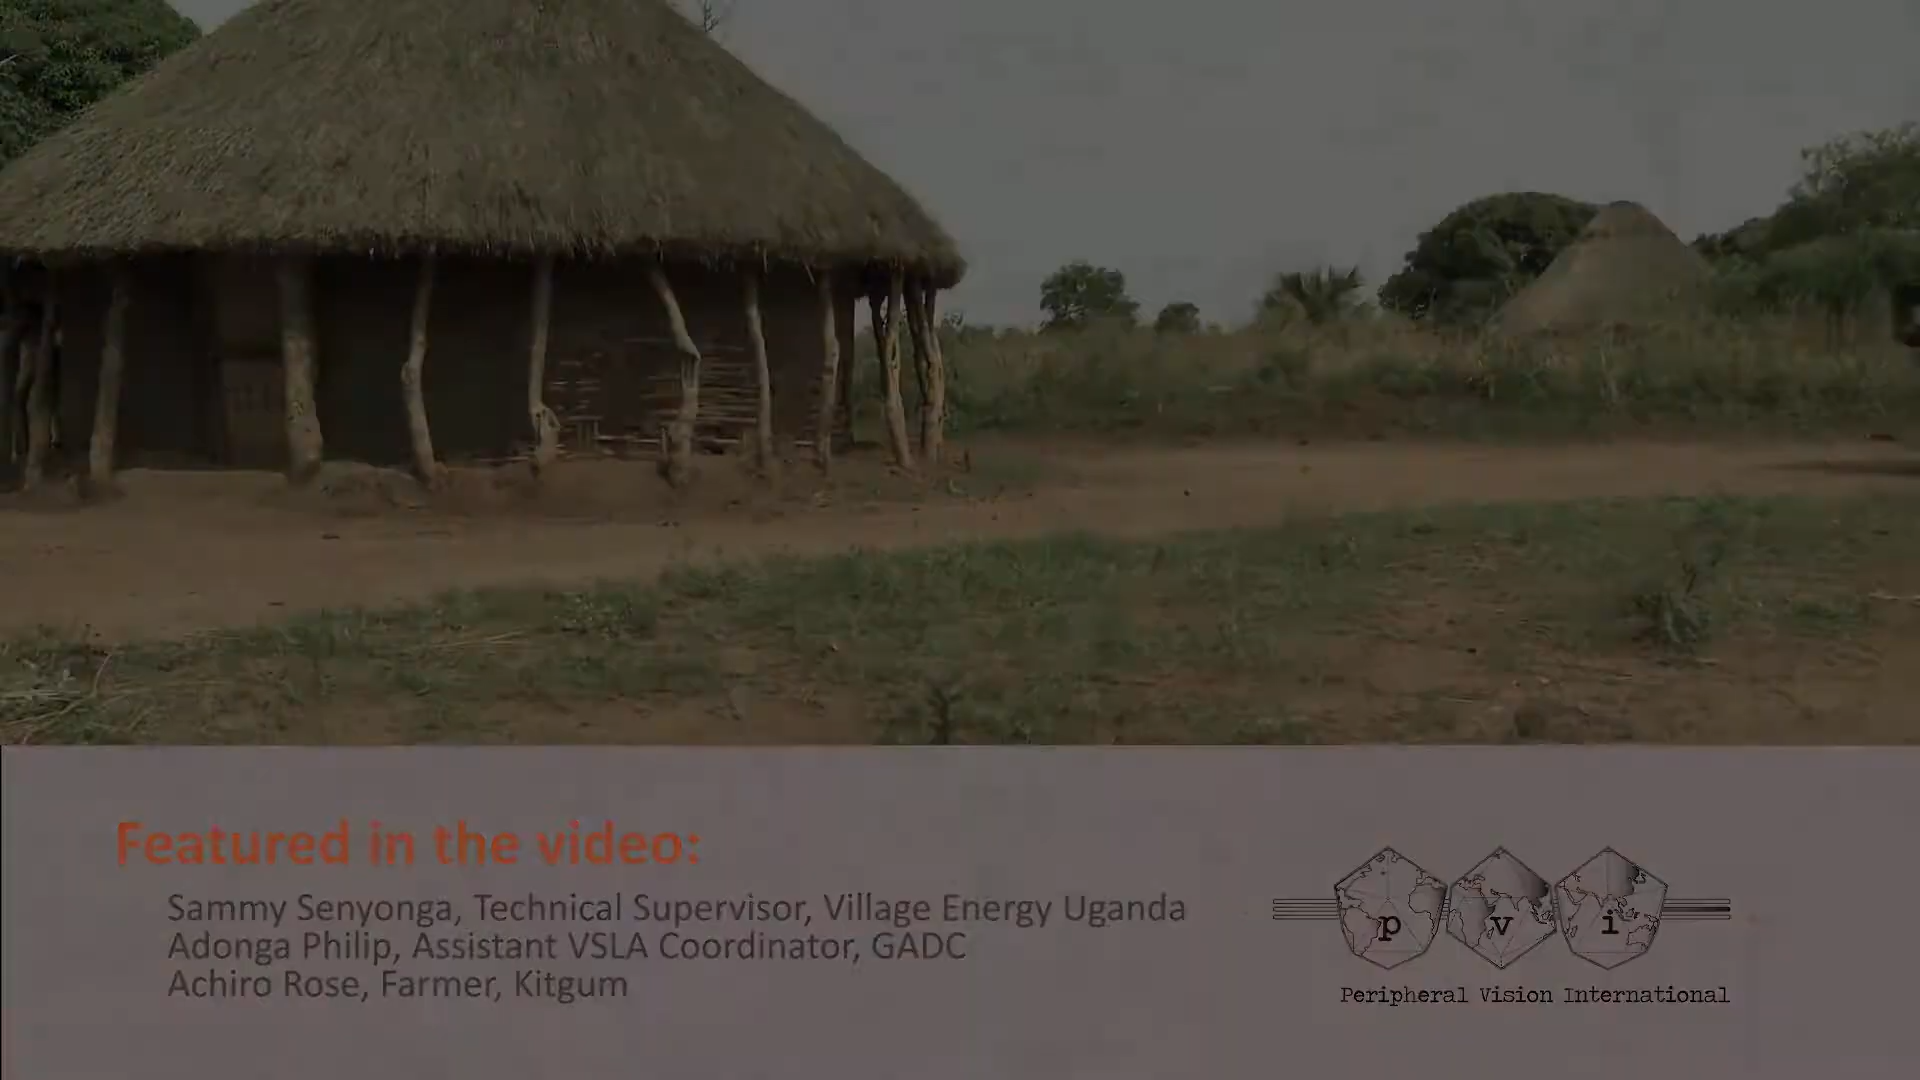 Featured in the video:
Sammy Senyonga, Technical Supervisor, Village Energy Uganda
Adonga Philip, Assistant VSLA Coordinator, GADC
Achiro Rose, Farmer, Kitgum
p v i
Peripheral Vision International